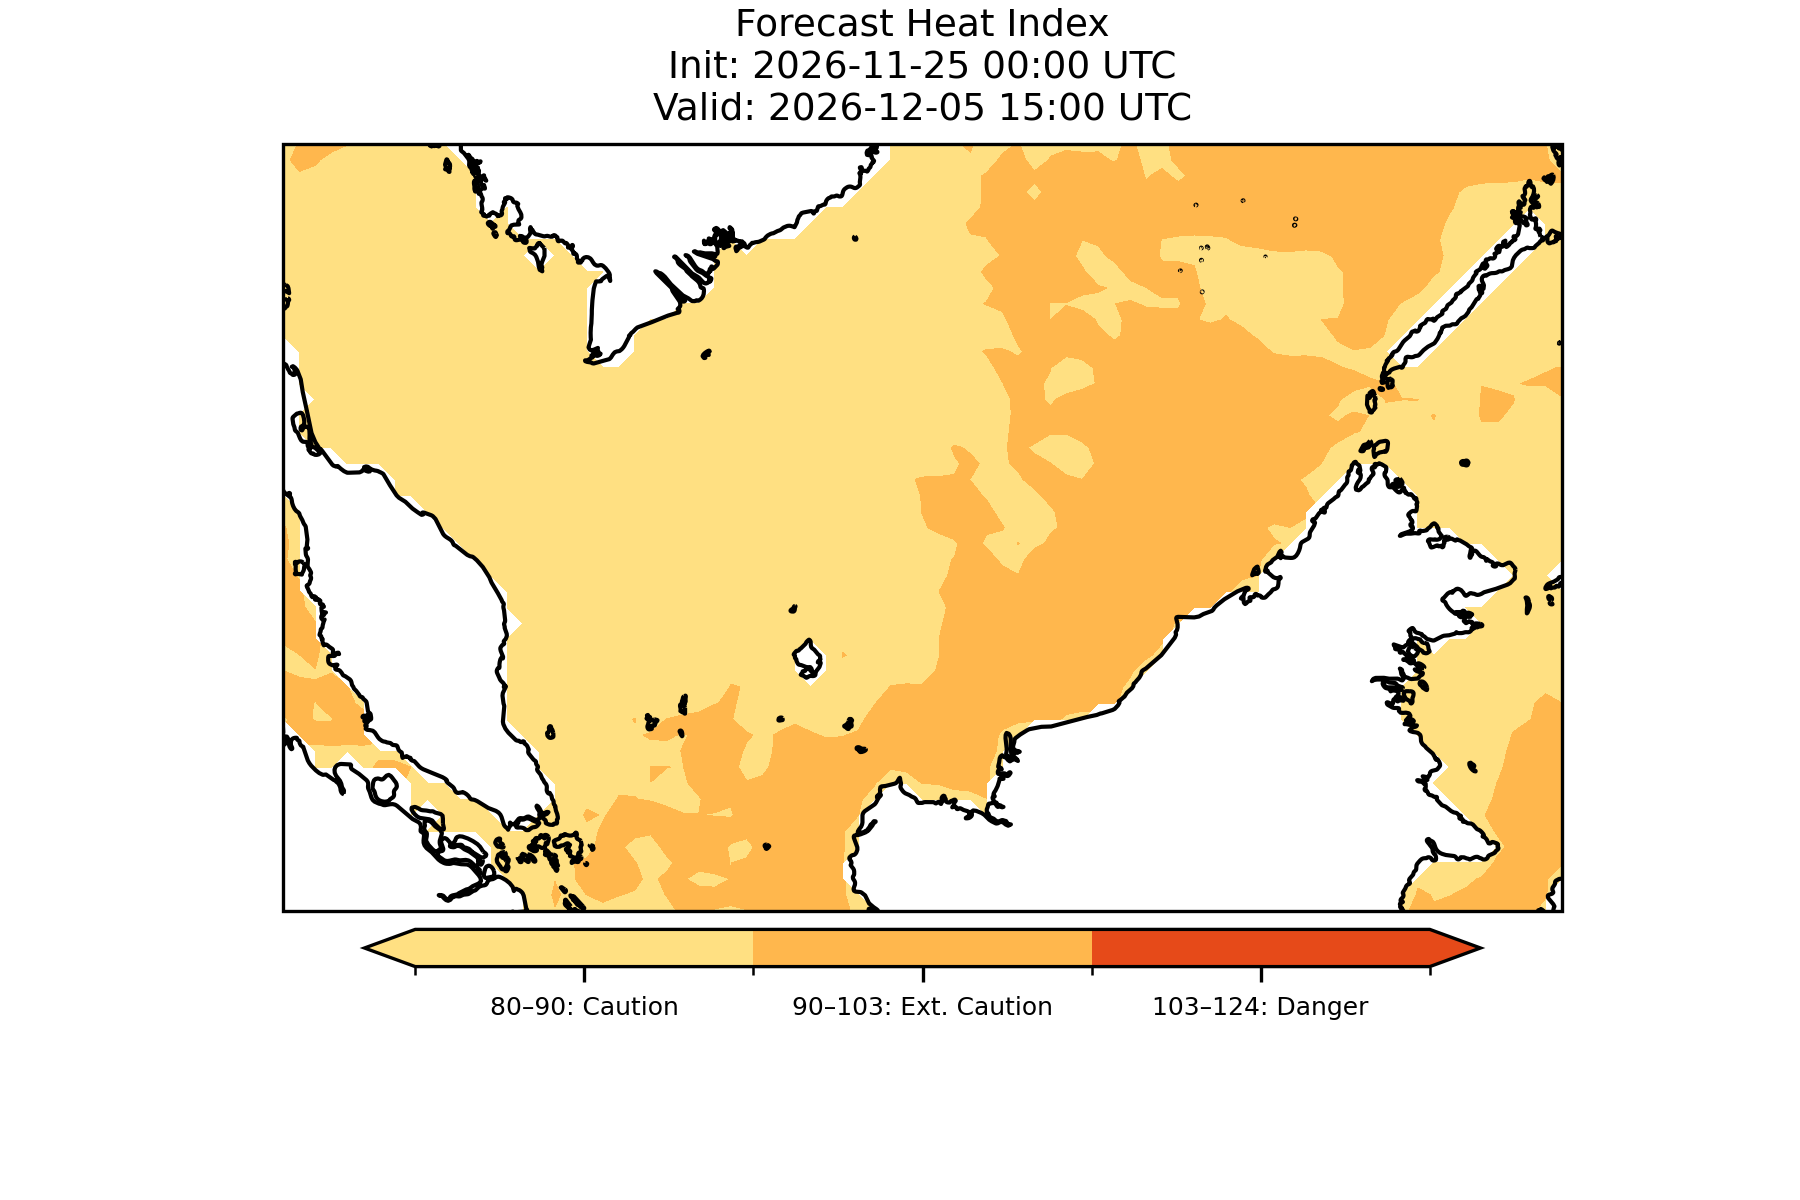 Forecast Heat Index
Init: 2026-11-25 00:00 UTC
Valid: 2026-12-05 15:00 UTC
80–90: Caution
90–103: Ext. Caution
103–124: Danger